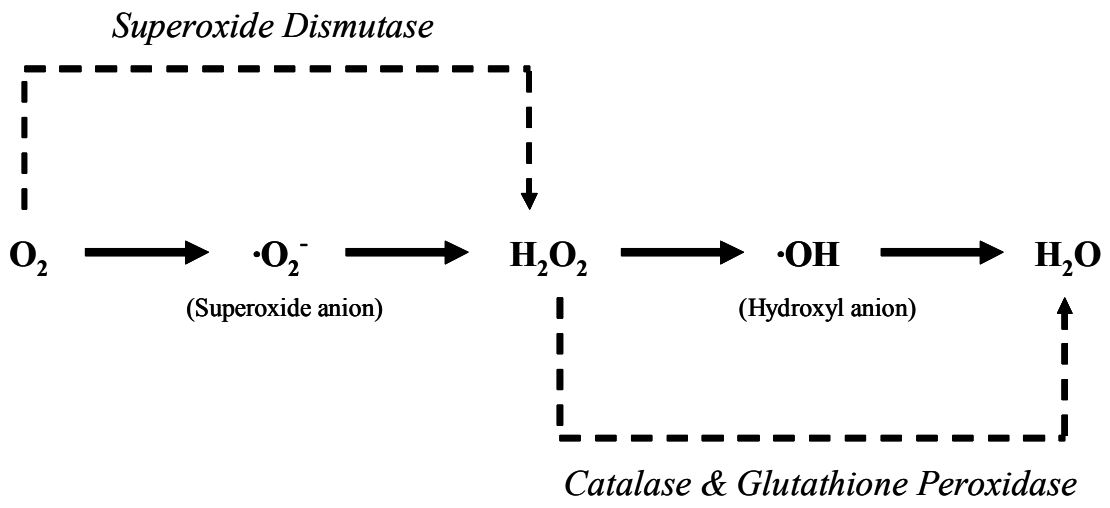 Superoxide Dismutase
O₂ ·O₂⁻ H₂O₂ ·OH H₂O
(Superoxide anion) (Hydroxyl anion)
Catalase & Glutathione Peroxidase